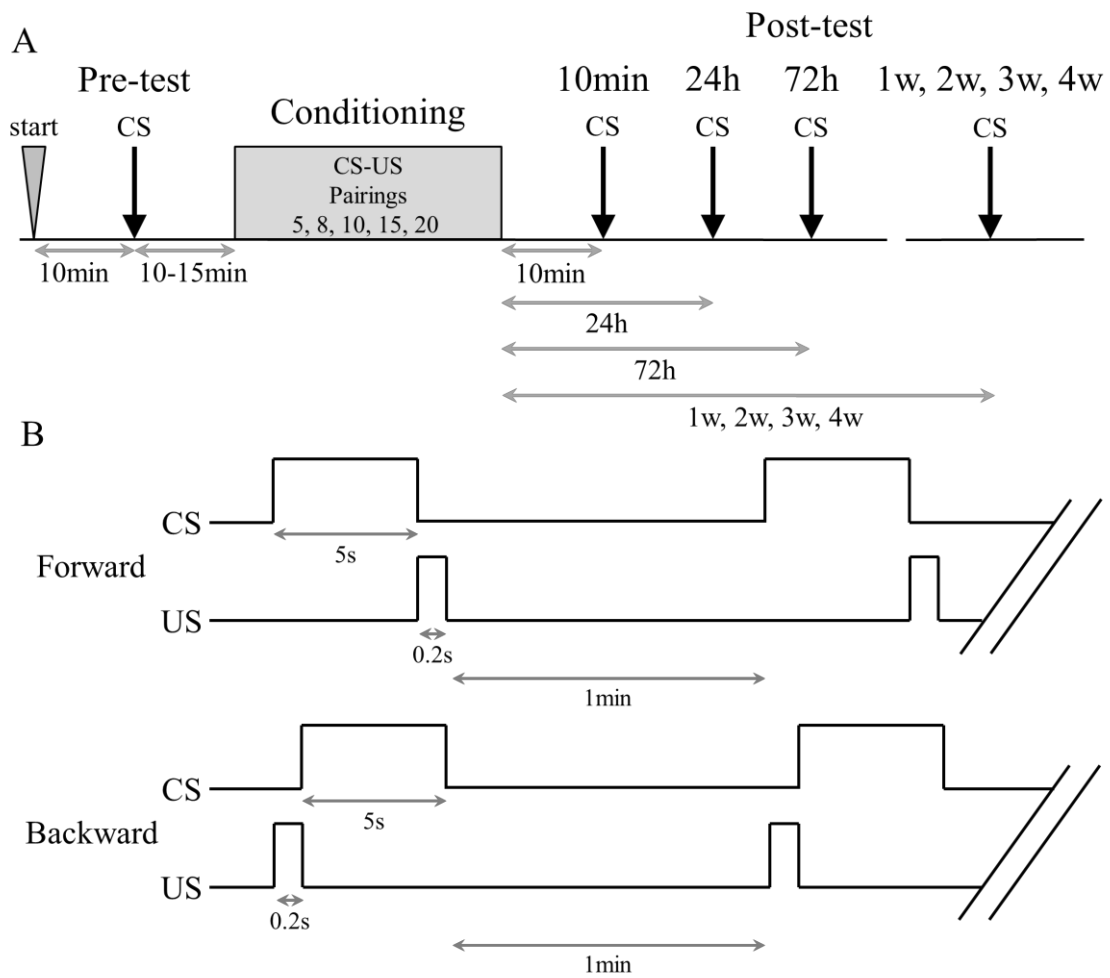 A
Post-test
Pre-test
10min 24h 72h 1w, 2w, 3w, 4w
start CS Conditioning CS CS CS CS
CS-US
Pairings
5, 8, 10, 15, 20
10min 10-15min 10min
24h
72h
1w, 2w, 3w, 4w
B
CS
5s
Forward
US
0.2s
1min
CS
5s
Backward
US
0.2s
1min